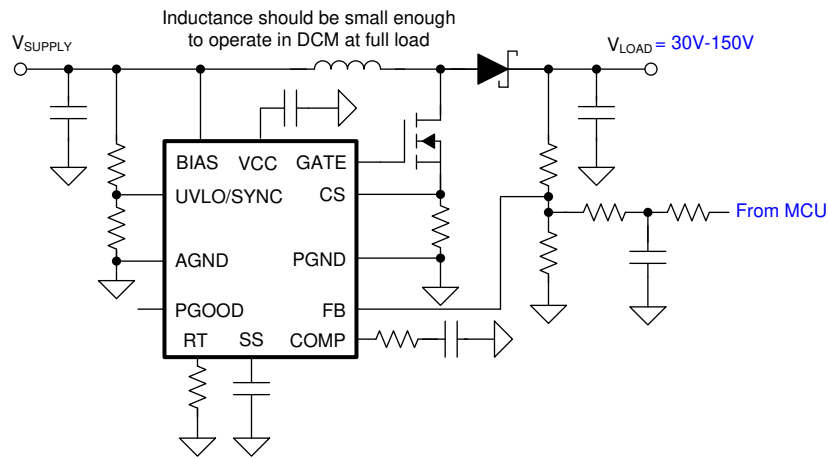 Inductance should be small enough
to operate in DCM at full load
VSUPPLY
VLOAD = 30V-150V
BIAS VCC GATE
UVLO/SYNC CS
From MCU
AGND PGND
PGOOD FB
RT SS COMP